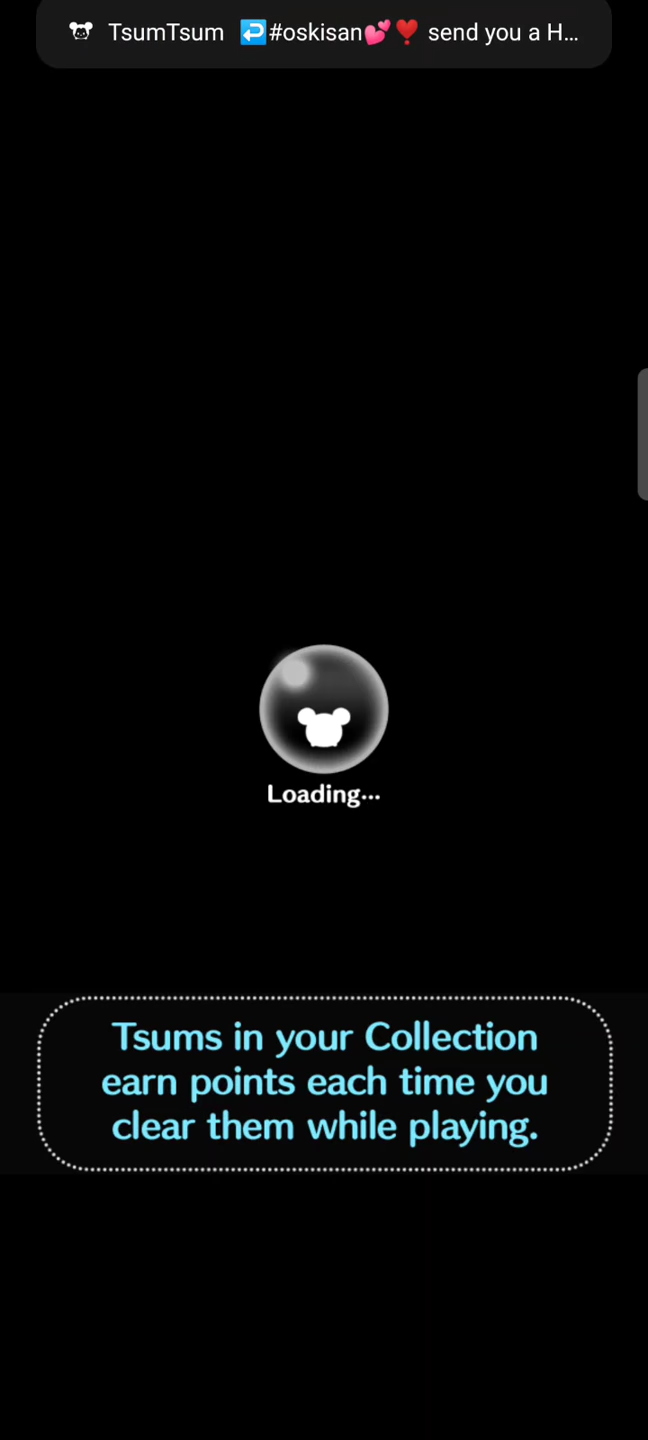 TsumTsum ↩️#oskisan💕❣️ send you a H...
Loading...
Tsums in your Collection
earn points each time you
clear them while playing.